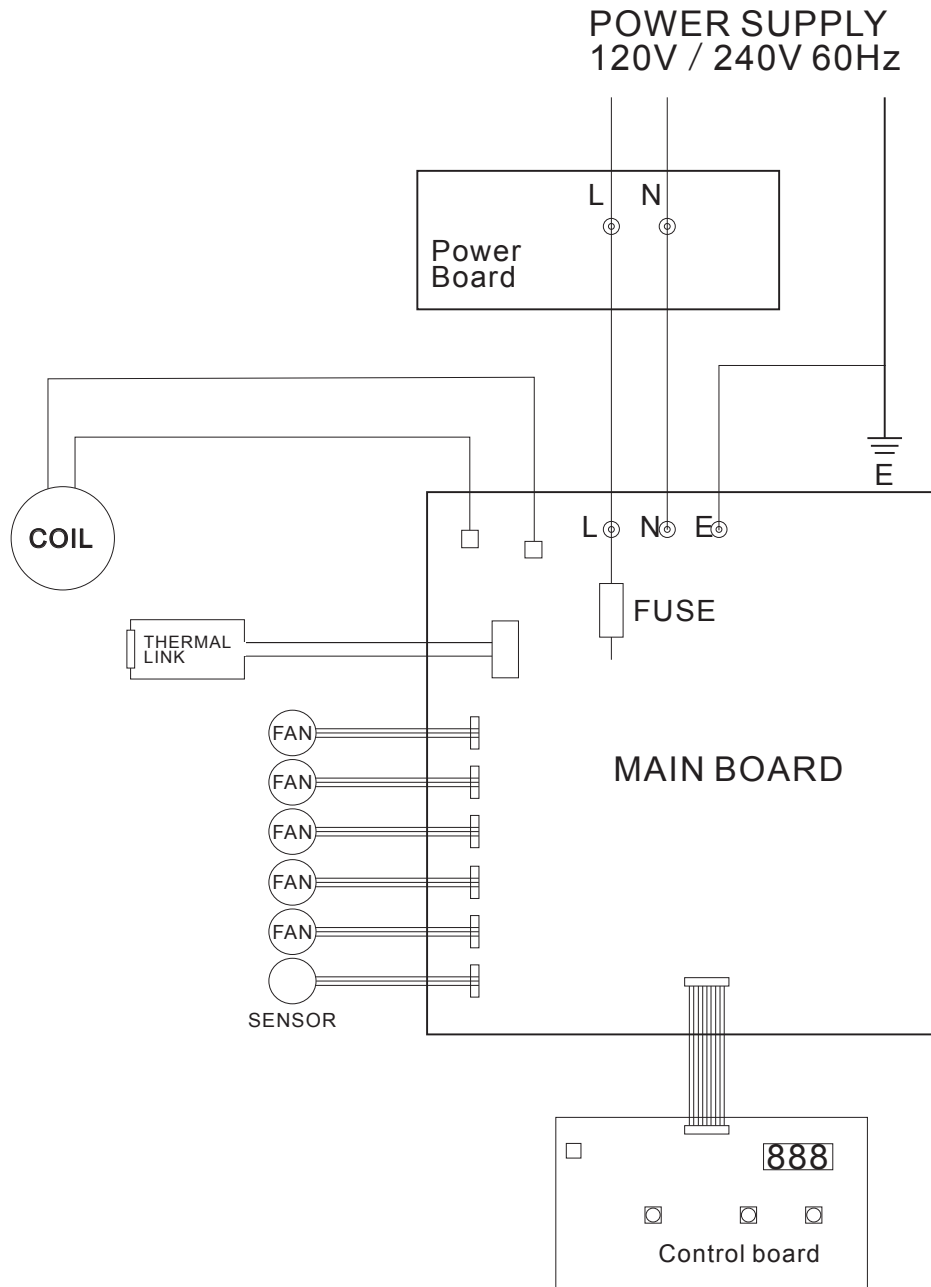 POWER SUPPLY
120V / 240V 60Hz
L N
Power
Board
E
COIL
L N E
FUSE
THERMAL
LINK
FAN
MAIN BOARD
FAN
FAN
FAN
FAN
SENSOR
888
Control board